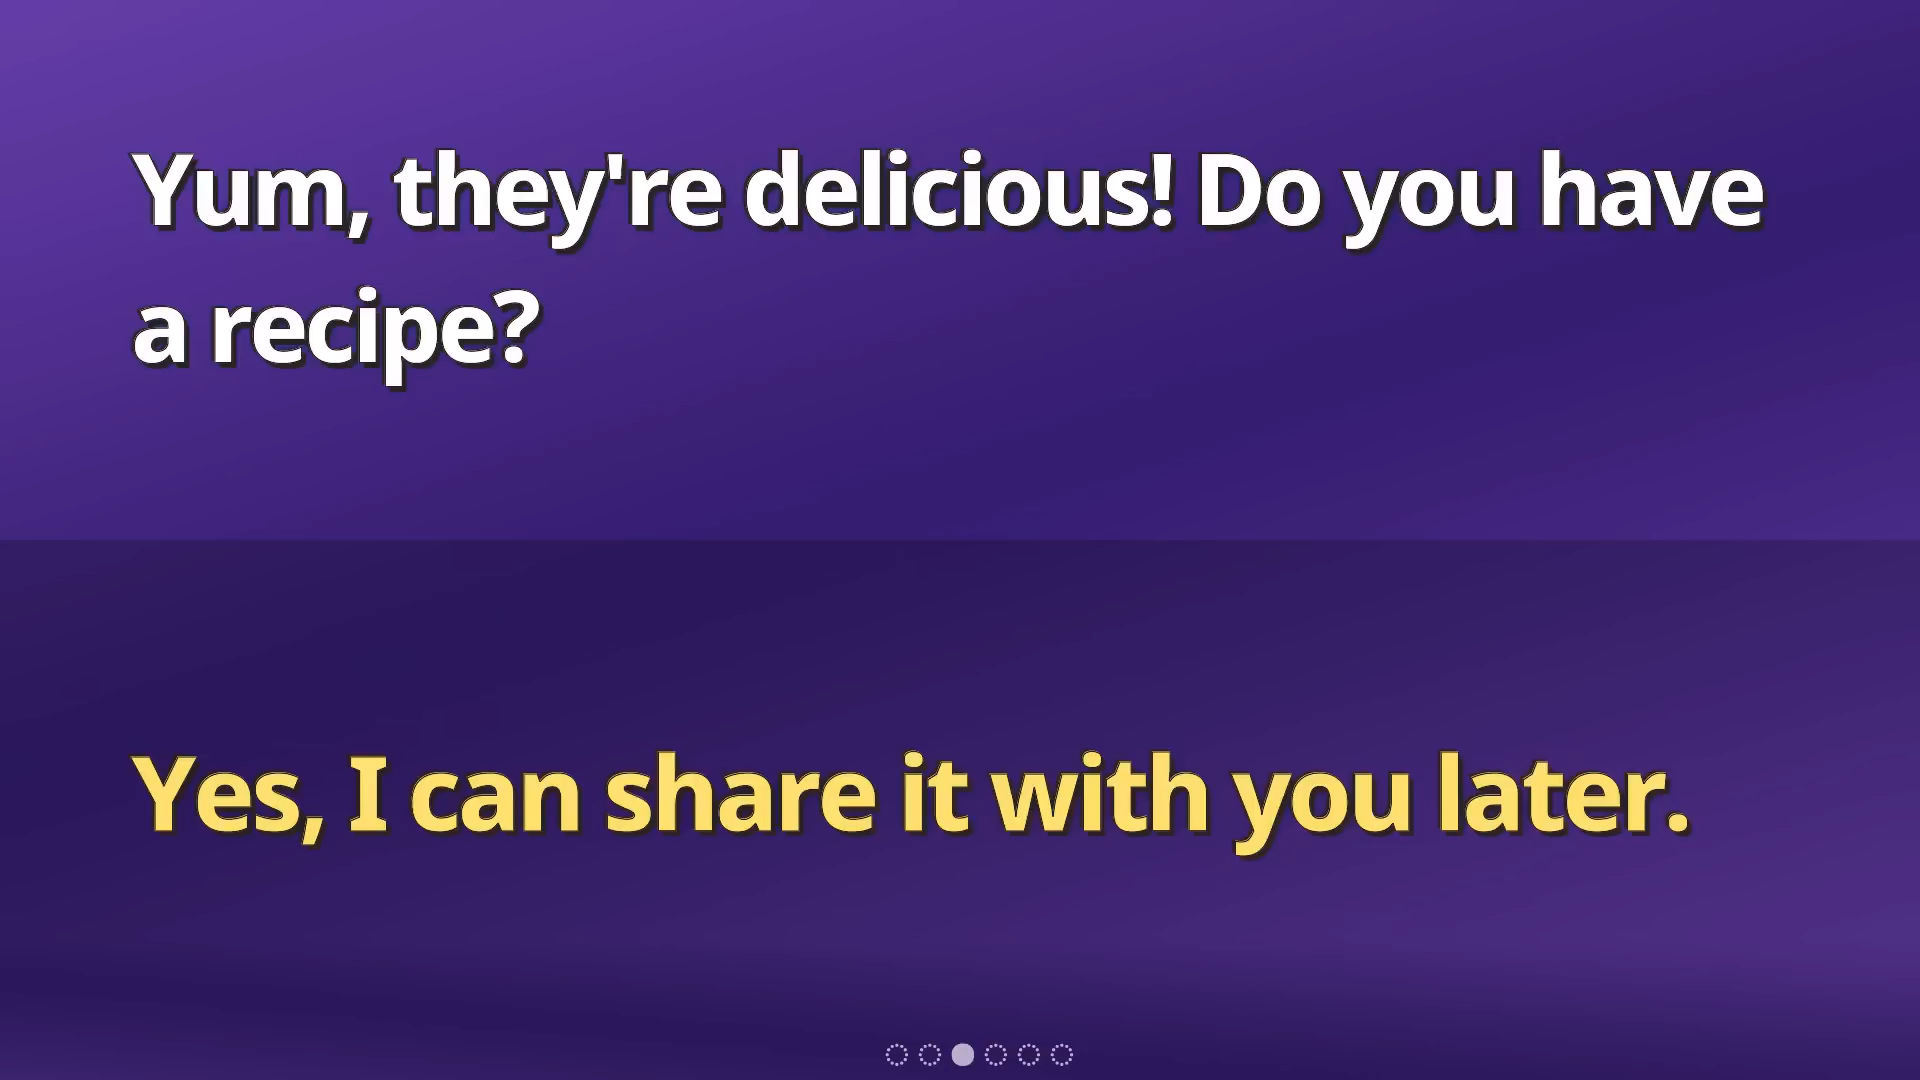 Yum, they're delicious! Do you have
a recipe?
Yes, I can share it with you later.